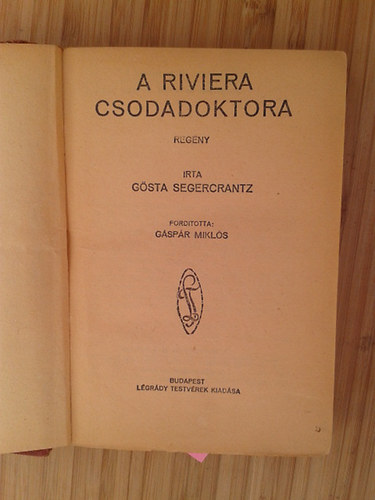 A RIVIERA
CSODADOKTORA
REGÉNY
IRTA
GÖSTA SEGERCRANTZ
FORDITOTTA:
GÁSPÁR MIKLÓS
BUDAPEST
LÉGRÁDY TESTVÉREK KIADÁSA